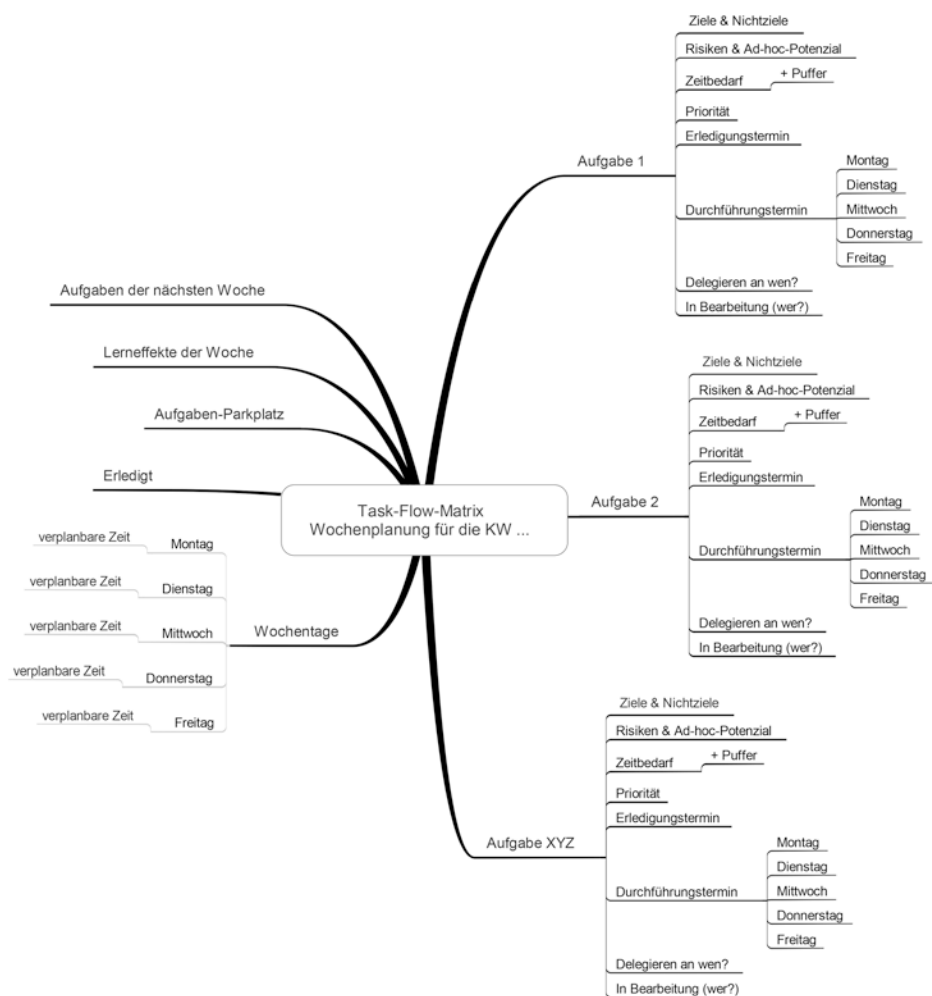 Task-Flow-Matrix
Wochenplanung für die KW ...
Aufgabe 1
Ziele & Nichtziele
Risiken & Ad-hoc-Potenzial
Zeitbedarf
+ Puffer
Priorität
Erledigungstermin
Durchführungstermin
Montag
Dienstag
Mittwoch
Donnerstag
Freitag
Delegieren an wen?
In Bearbeitung (wer?)
Aufgabe 2
Ziele & Nichtziele
Risiken & Ad-hoc-Potenzial
Zeitbedarf
+ Puffer
Priorität
Erledigungstermin
Durchführungstermin
Montag
Dienstag
Mittwoch
Donnerstag
Freitag
Delegieren an wen?
In Bearbeitung (wer?)
Aufgabe XYZ
Ziele & Nichtziele
Risiken & Ad-hoc-Potenzial
Zeitbedarf
+ Puffer
Priorität
Erledigungstermin
Durchführungstermin
Montag
Dienstag
Mittwoch
Donnerstag
Freitag
Delegieren an wen?
In Bearbeitung (wer?)
Aufgaben der nächsten Woche
Lerneffekte der Woche
Aufgaben-Parkplatz
Erledigt
Wochentage
Montag
verplanbare Zeit
Dienstag
verplanbare Zeit
Mittwoch
verplanbare Zeit
Donnerstag
verplanbare Zeit
Freitag
verplanbare Zeit